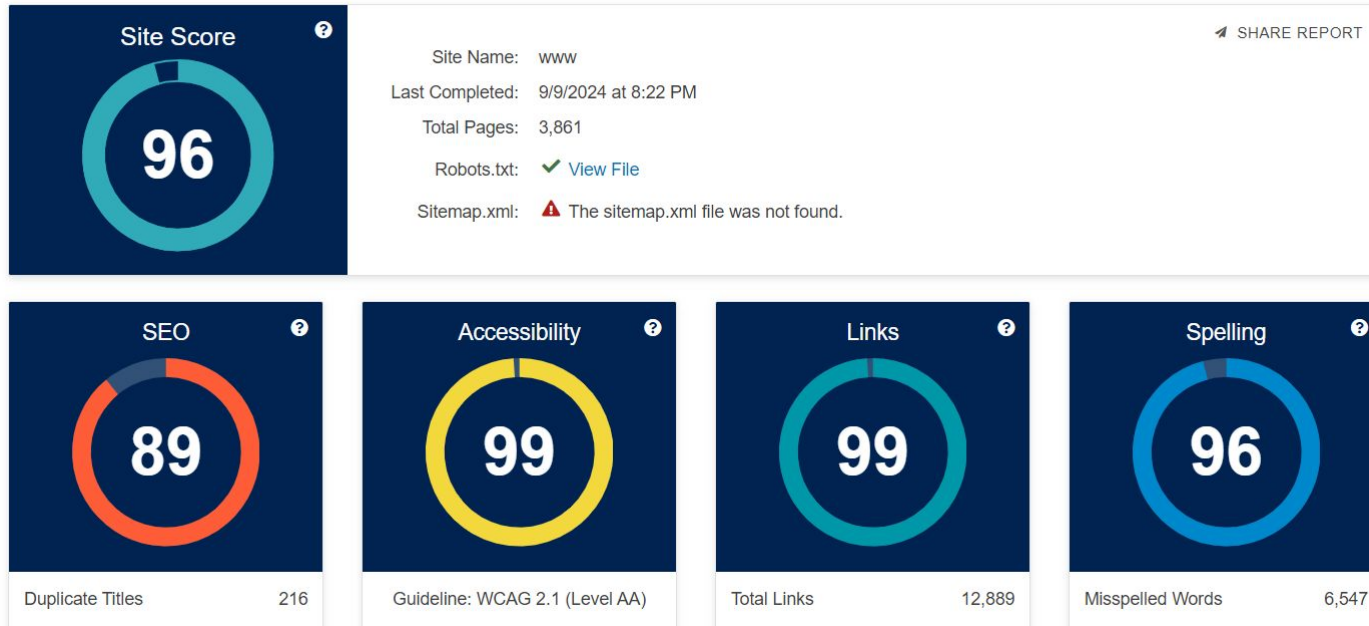 Site Score
96
SHARE REPORT
Site Name: www
Last Completed: 9/9/2024 at 8:22 PM
Total Pages: 3,861
Robots.txt: View File
Sitemap.xml: The sitemap.xml file was not found.
SEO
89
Duplicate Titles 216
Accessibility
99
Guideline: WCAG 2.1 (Level AA)
Links
99
Total Links 12,889
Spelling
96
Misspelled Words 6,547